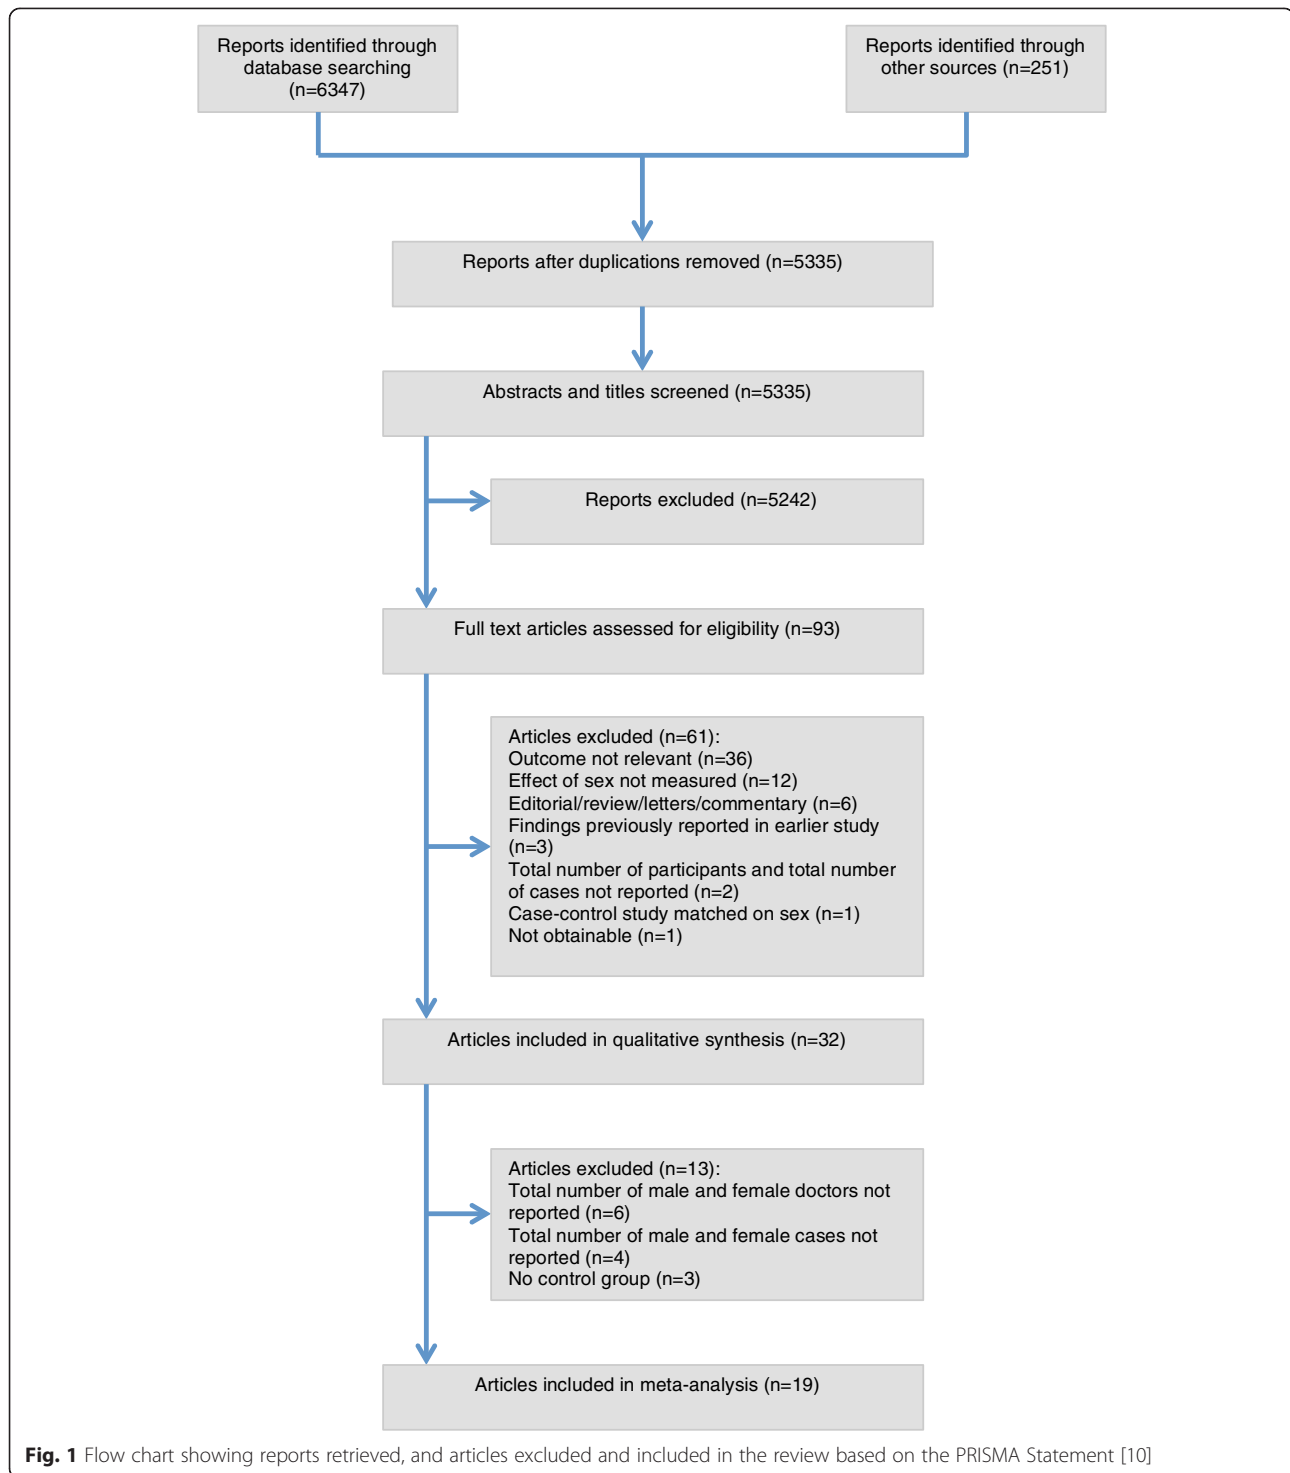 Reports identified through
database searching
(n=6347)
Reports identified through
other sources (n=251)
Reports after duplications removed (n=5335)
Abstracts and titles screened (n=5335)
Reports excluded (n=5242)
Full text articles assessed for eligibility (n=93)
Articles excluded (n=61):
Outcome not relevant (n=36)
Effect of sex not measured (n=12)
Editorial/review/letters/commentary (n=6)
Findings previously reported in earlier study
(n=3)
Total number of participants and total number
of cases not reported (n=2)
Case-control study matched on sex (n=1)
Not obtainable (n=1)
Articles included in qualitative synthesis (n=32)
Articles excluded (n=13):
Total number of male and female doctors not
reported (n=6)
Total number of male and female cases not
reported (n=4)
No control group (n=3)
Articles included in meta-analysis (n=19)
Fig. 1 Flow chart showing reports retrieved, and articles excluded and included in the review based on the PRISMA Statement [10]